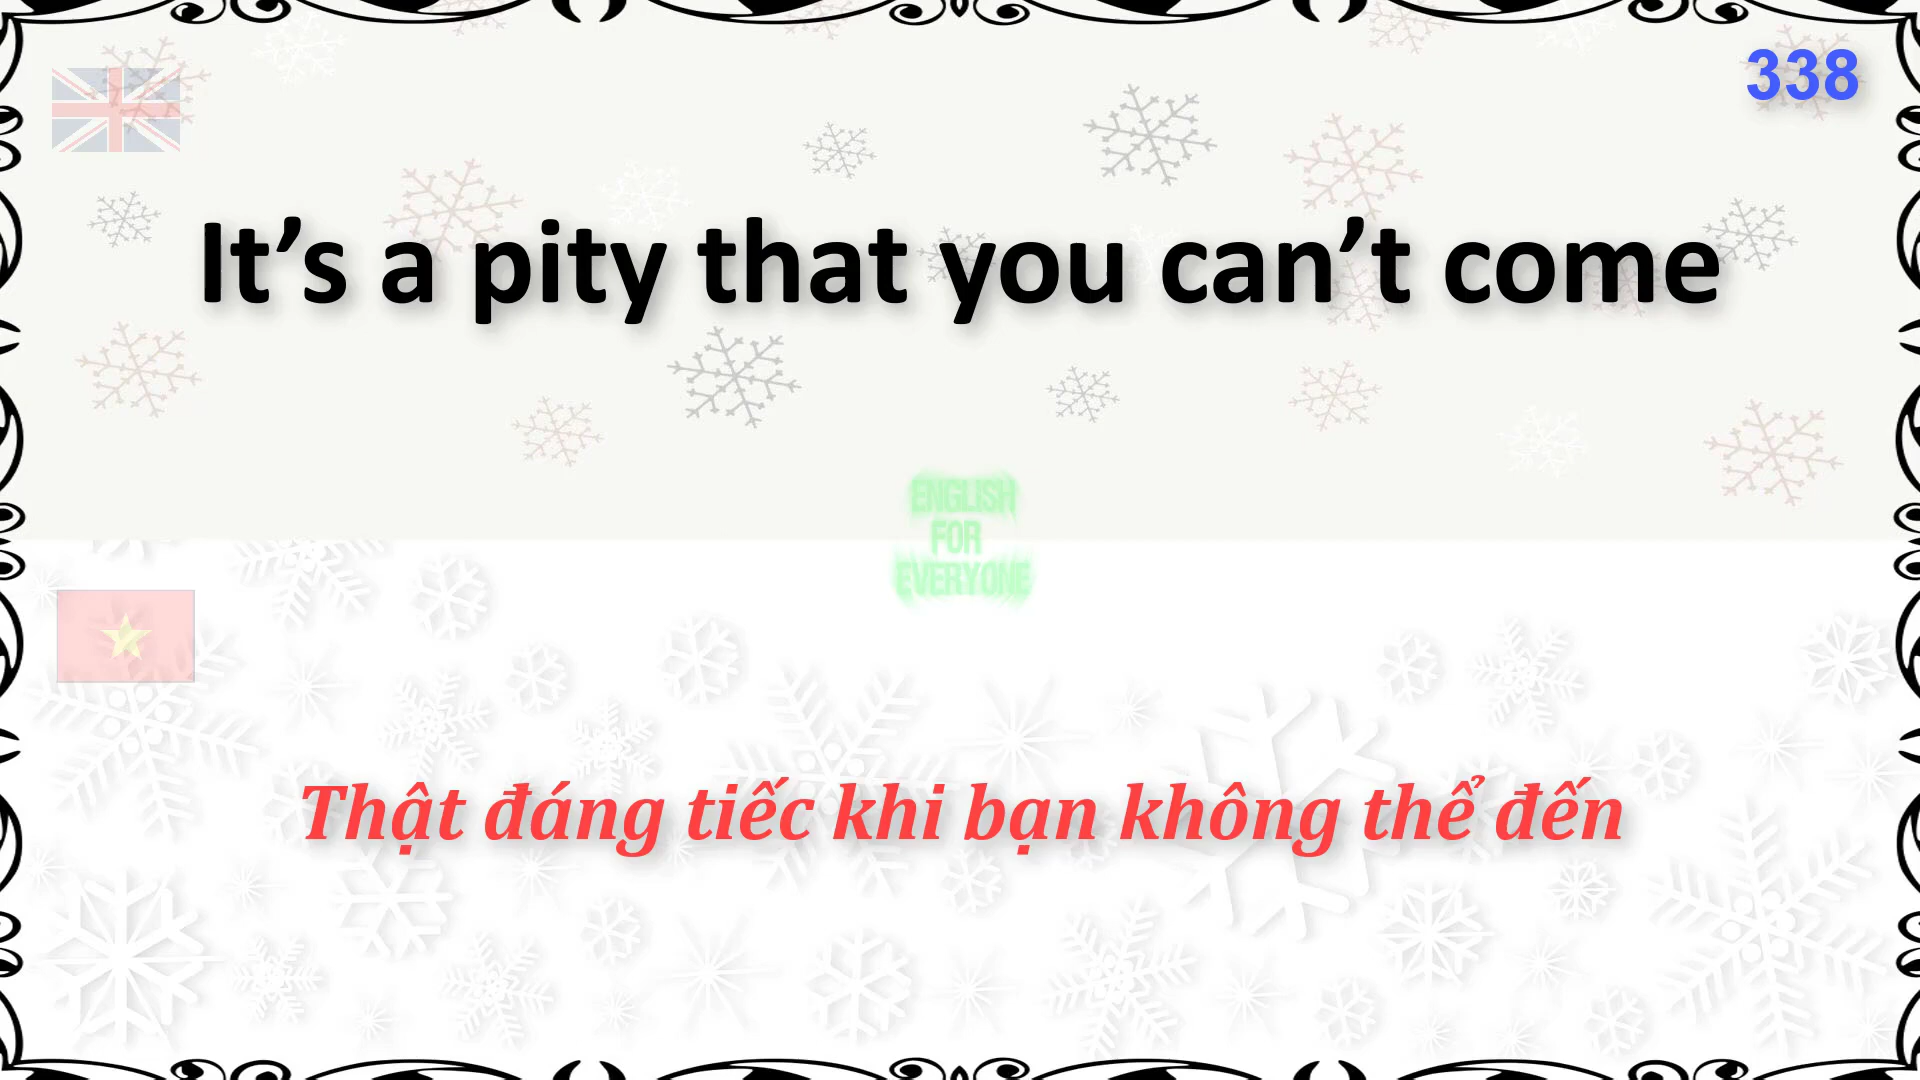 338
It’s a pity that you can’t come
ENGLISH
FOR
EVERYONE
Thật đáng tiếc khi bạn không thể đến